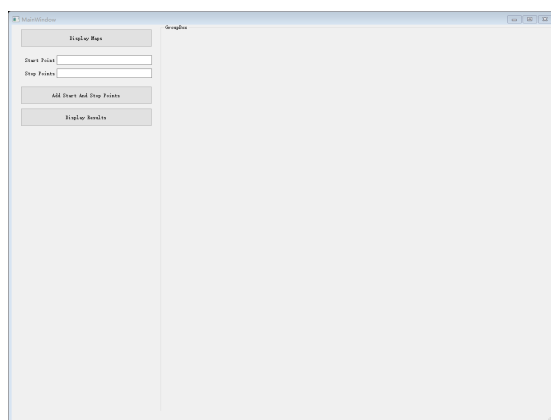 MainWindow
GroupBox
Display Maps
Start Point
Stop Points
Add Start And Stop Points
Display Results